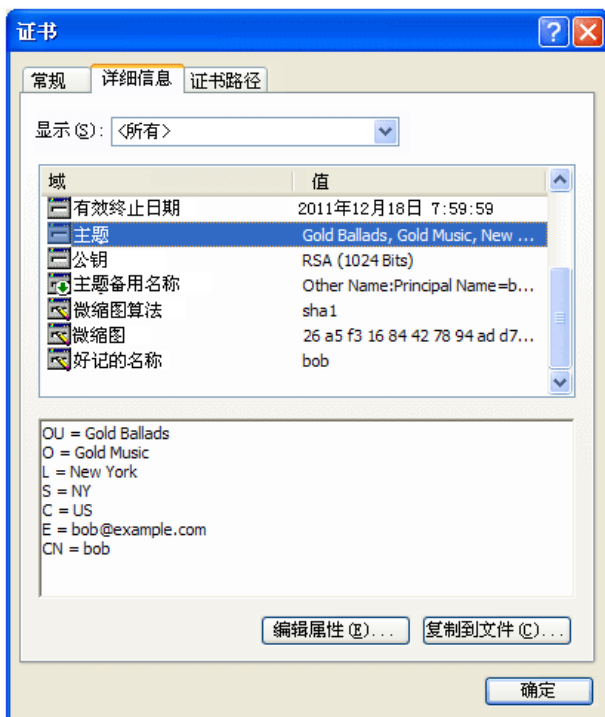 证书
常规 详细信息 证书路径
显示(S): <所有>
域 值
有效终止日期 2011年12月18日 7:59:59
主题 Gold Ballads, Gold Music, New ...
公钥 RSA (1024 Bits)
主题备用名称 Other Name:Principal Name=b...
微缩图算法 sha1
微缩图 26 a5 f3 16 84 42 78 94 ad d7...
好记的名称 bob
OU = Gold Ballads
O = Gold Music
L = New York
S = NY
C = US
E = bob@example.com
CN = bob
编辑属性(E)... 复制到文件(C)...
确定